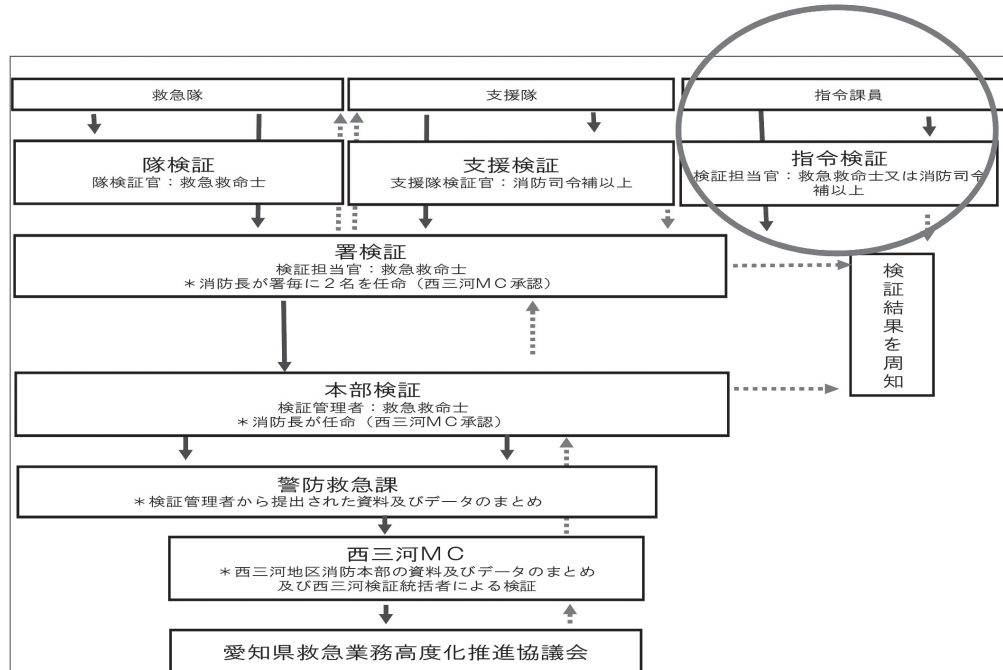 救急隊
支援隊
指令課員
隊検証
隊検証官：救急救命士
支援検証
支援隊検証官：消防司令補以上
指令検証
検証担当官：救急救命士又は消防司令
補以上
署検証
検証担当官：救急救命士
＊消防長が署毎に２名を任命（西三河MC承認）
検証結果を周知
本部検証
検証管理者：救急救命士
＊消防長が任命（西三河MC承認）
警防救急課
＊検証管理者から提出された資料及びデータのまとめ
西三河ＭＣ
＊西三河地区消防本部の資料及びデータのまとめ
及び西三河検証統括者による検証
愛知県救急業務高度化推進協議会